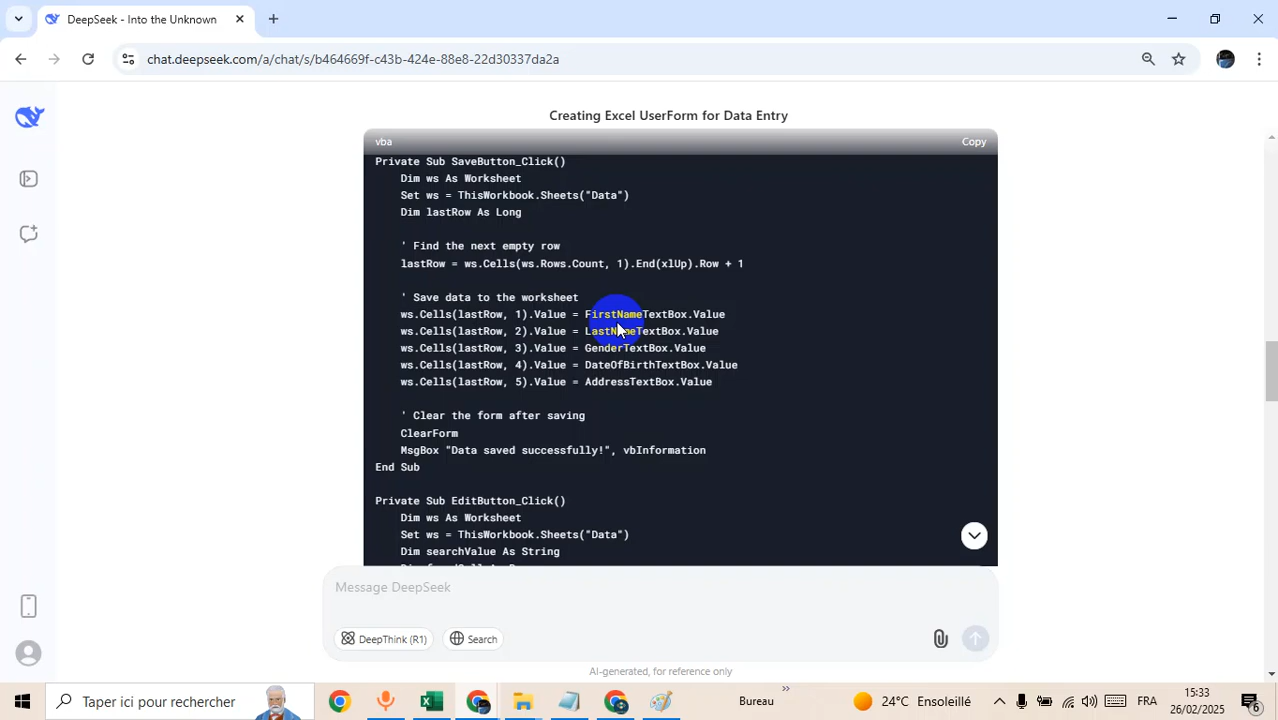 DeepSeek - Into the Unknown
chat.deepseek.com/a/chat/s/b464669f-c43b-424e-88e8-22d30337da2a
Creating Excel UserForm for Data Entry
vba
Copy
Private Sub SaveButton_Click()
Dim ws As Worksheet
Set ws = ThisWorkbook.Sheets("Data")
Dim lastRow As Long
' Find the next empty row
lastRow = ws.Cells(ws.Rows.Count, 1).End(xlUp).Row + 1
' Save data to the worksheet
ws.Cells(lastRow, 1).Value = FirstNameTextBox.Value
ws.Cells(lastRow, 2).Value = LastNameTextBox.Value
ws.Cells(lastRow, 3).Value = GenderTextBox.Value
ws.Cells(lastRow, 4).Value = DateOfBirthTextBox.Value
ws.Cells(lastRow, 5).Value = AddressTextBox.Value
' Clear the form after saving
ClearForm
MsgBox "Data saved successfully!", vbInformation
End Sub
Private Sub EditButton_Click()
Dim ws As Worksheet
Set ws = ThisWorkbook.Sheets("Data")
Dim searchValue As String
Message DeepSeek
DeepThink (R1)
Search
AI-generated, for reference only
Taper ici pour rechercher
Bureau
24°C Ensoleillé
FRA
15:33
26/02/2025
6